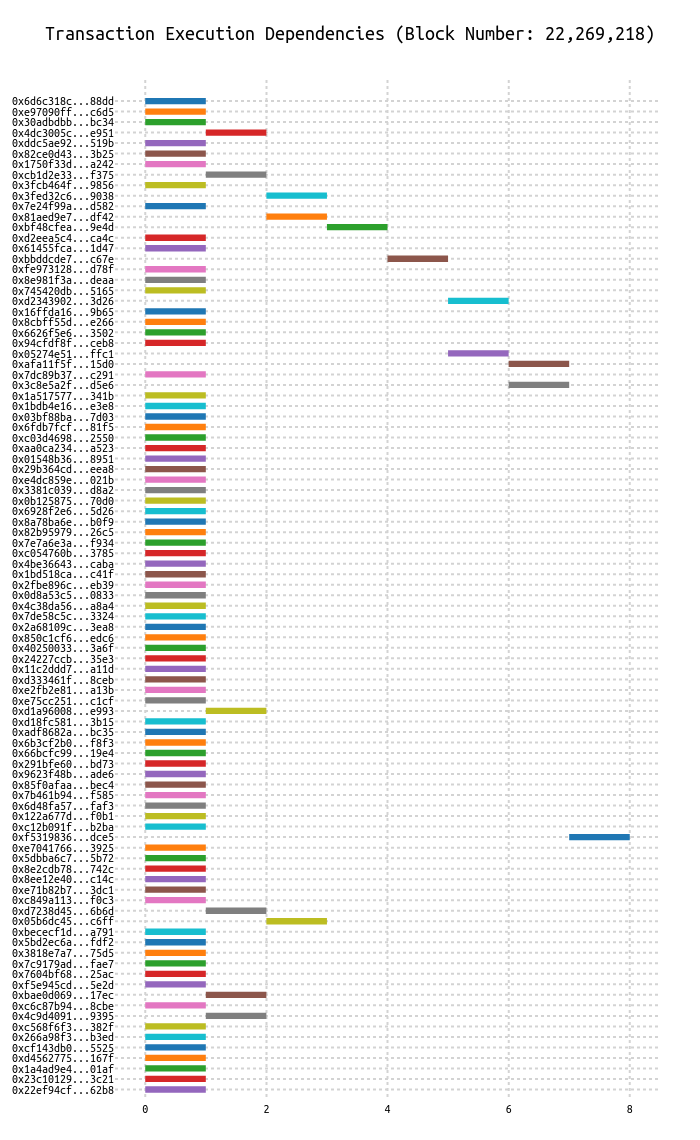 Transaction Execution Dependencies (Block Number: 22,269,218)
0x6d6c318c...88dd
0xe97090ff...c6d5
0x30adbdbb...bc34
0x4dc3005c...e951
0xddc5ae92...519b
0x82ce0d43...3b25
0x1750f33d...a242
0xcb1d2e33...f375
0x3fcb464f...9856
0x3fed32c6...9038
0x7e24f99a...d582
0x81aed9e7...df42
0xbf48cfea...9e4d
0xd2eea5c4...ca4c
0x61455fca...1d47
0xbbddcde7...c67e
0xfe973128...d78f
0x8e981f3a...deaa
0x745420db...5165
0xd2343902...3d26
0x16ffda16...9b65
0x8cbff55d...e266
0x6626f5e6...3502
0x94cfdf8f...ceb8
0x05274e51...ffc1
0xafa11f5f...15d0
0x7dc89b37...c291
0x3c8e5a2f...d5e6
0x1a517577...341b
0x1bdb4e16...e3e8
0x03bf88ba...7d03
0x6fdb7fcf...81f5
0xc03d4698...2550
0xaa0ca234...a523
0x01548b36...8951
0x29b364cd...eea8
0xe4dc859e...021b
0x3381c039...d8a2
0x0b125875...70d0
0x6928f2e6...5d26
0x8a78ba6e...b0f9
0x82b95979...26c5
0x7e7a6e3a...f934
0xc054760b...3785
0x4be36643...caba
0x1bd518ca...c41f
0x2fbe896c...eb39
0x0d8a53c5...0833
0x4c38da56...a8a4
0x7de58c5c...3324
0x2a68109c...3ea8
0x850c1cf6...edc6
0x40250033...3a6f
0x24227ccb...35e3
0x11c2ddd7...a11d
0xd333461f...8ceb
0xe2fb2e81...a13b
0xe75cc251...c1cf
0xd1a96008...e993
0xd18fc581...3b15
0xadf8682a...bc35
0x6b3cf2b0...f8f3
0x66bcfc99...19e4
0x291bfe60...bd73
0x9623f48b...ade6
0x85f0afaa...bec4
0x7b461b94...f585
0x6d48fa57...faf3
0x122a677d...f0b1
0xc12b091f...b2ba
0xf5319836...dce5
0xe7041766...3925
0x5dbba6c7...5b72
0x8e2cdb78...742c
0x8ee12e40...c14c
0xe71b82b7...3dc1
0xc849a113...f0c3
0xd7238d45...6b6d
0x05b6dc45...c6ff
0xbececf1d...a791
0x5bd2ec6a...fdf2
0x3818e7a7...75d5
0x7c9179ad...fae7
0x7604bf68...25ac
0xf5e945cd...5e2d
0xbae0d069...17ec
0xc6c87b94...8cbe
0x4c9d4091...9395
0xc568f6f3...382f
0x266a98f3...b3ed
0xcf143db0...5525
0xd4562775...167f
0x1a4ad9e4...01af
0x23c10129...3c21
0x22ef94cf...62b8
0 2 4 6 8